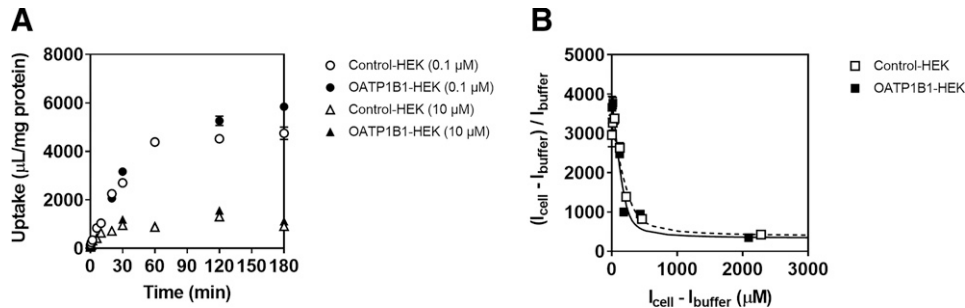 A
Uptake (μL/mg protein)
8000
6000
4000
2000
0
0 30 60 90 120 150 180
Time (min)
Control-HEK (0.1 μM)
OATP1B1-HEK (0.1 μM)
Control-HEK (10 μM)
OATP1B1-HEK (10 μM)
B
(Icell - Ibuffer) / Ibuffer
5000
4000
3000
2000
1000
0
0 1000 2000 3000
Icell - Ibuffer (μM)
Control-HEK
OATP1B1-HEK